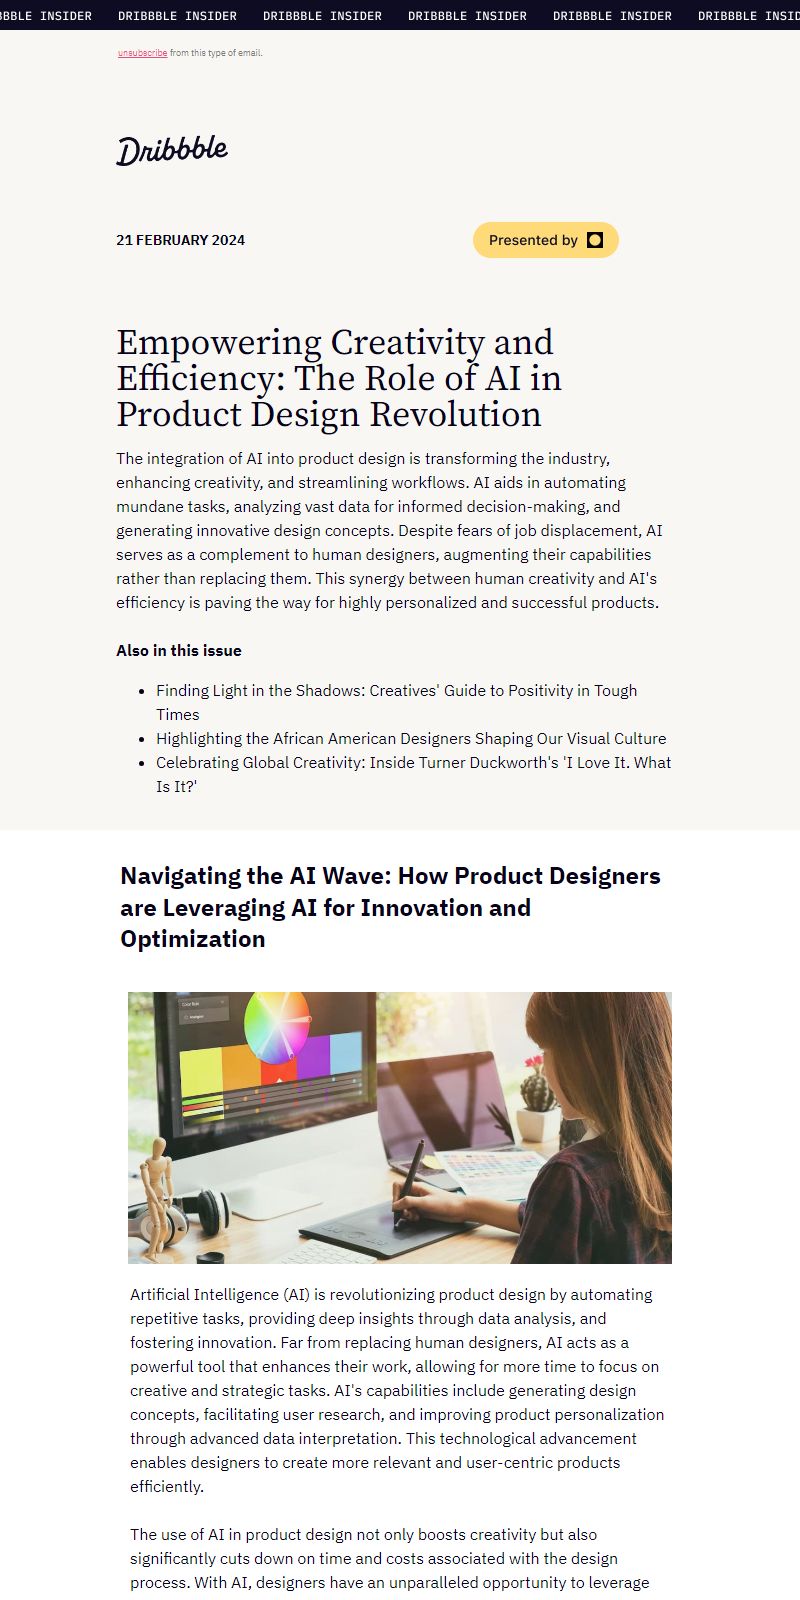 BBLE INSIDER DRIBBBLE INSIDER DRIBBBLE INSIDER DRIBBBLE INSIDER DRIBBBLE INSIDER DRIBBBLE INSID
unsubscribe from this type of email.
Dribbble
21 FEBRUARY 2024
Presented by
Empowering Creativity and
Efficiency: The Role of AI in
Product Design Revolution
The integration of AI into product design is transforming the industry,
enhancing creativity, and streamlining workflows. AI aids in automating
mundane tasks, analyzing vast data for informed decision-making, and
generating innovative design concepts. Despite fears of job displacement, AI
serves as a complement to human designers, augmenting their capabilities
rather than replacing them. This synergy between human creativity and AI's
efficiency is paving the way for highly personalized and successful products.
Also in this issue
• Finding Light in the Shadows: Creatives' Guide to Positivity in Tough
Times
• Highlighting the African American Designers Shaping Our Visual Culture
• Celebrating Global Creativity: Inside Turner Duckworth's 'I Love It. What
Is It?'
Navigating the AI Wave: How Product Designers
are Leveraging AI for Innovation and
Optimization
Artificial Intelligence (AI) is revolutionizing product design by automating
repetitive tasks, providing deep insights through data analysis, and
fostering innovation. Far from replacing human designers, AI acts as a
powerful tool that enhances their work, allowing for more time to focus on
creative and strategic tasks. AI's capabilities include generating design
concepts, facilitating user research, and improving product personalization
through advanced data interpretation. This technological advancement
enables designers to create more relevant and user-centric products
efficiently.
The use of AI in product design not only boosts creativity but also
significantly cuts down on time and costs associated with the design
process. With AI, designers have an unparalleled opportunity to leverage